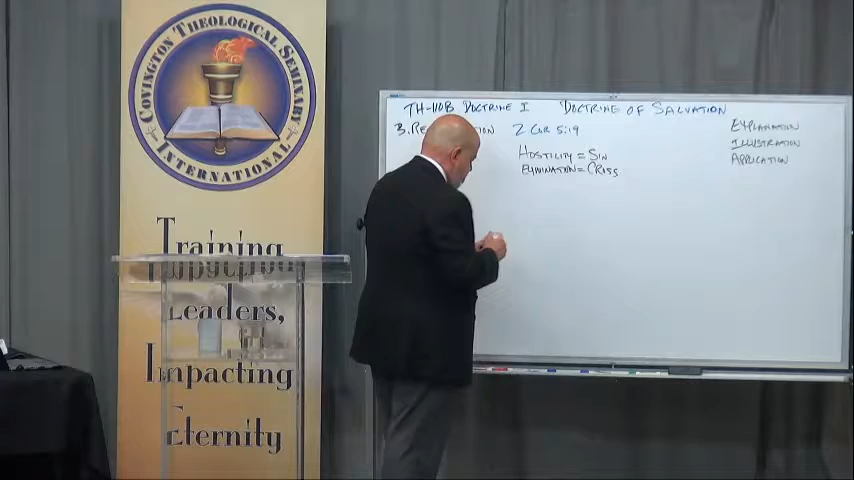 COVINGTON THEOLOGICAL SEMINARY
INTERNATIONAL
Training
Leaders,
Impacting
Eternity
TH-110B DOCTRINE I DOCTRINE OF SALVATION
3. 2 COR 5:19
HOSTILITY = SIN
ELIMINATION = CROSS
EXPLANATION
ILLUSTRATION
APPLICATION